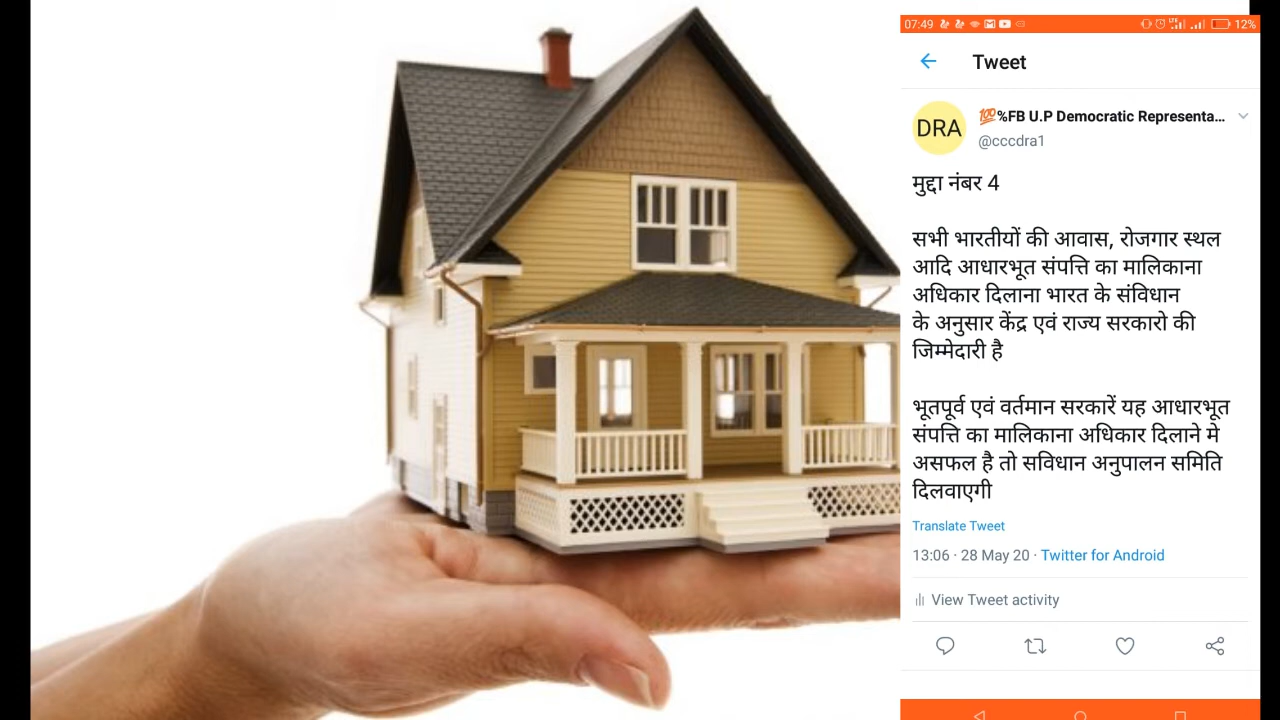 07:49
12%
Tweet
DRA
💯%FB U.P Democratic Representa...
@cccdra1
मुद्दा नंबर 4
सभी भारतीयों की आवास, रोजगार स्थल
आदि आधारभूत संपत्ति का मालिकाना
अधिकार दिलाना भारत के संविधान
के अनुसार केंद्र एवं राज्य सरकारो की
जिम्मेदारी है
भूतपूर्व एवं वर्तमान सरकारें यह आधारभूत
संपत्ति का मालिकाना अधिकार दिलाने मे
असफल है तो सविधान अनुपालन समिति
दिलवाएगी
Translate Tweet
13:06 · 28 May 20 · Twitter for Android
View Tweet activity